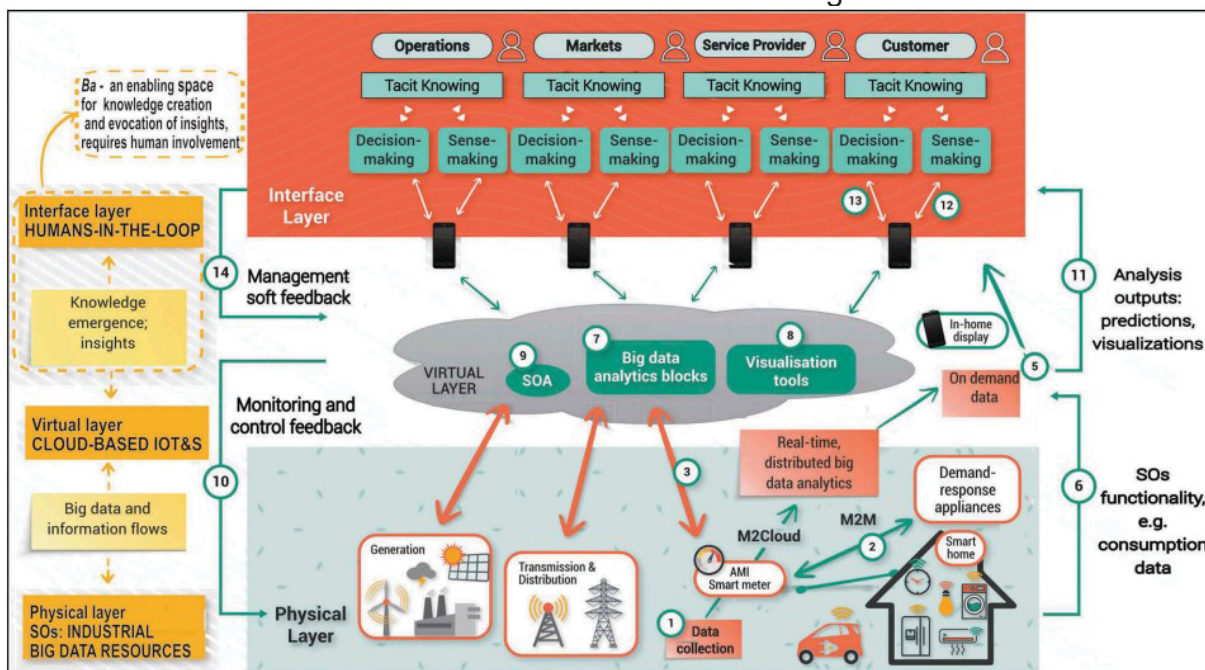 Operations
Markets
Service Provider
Customer
Tacit Knowing
Tacit Knowing
Tacit Knowing
Tacit Knowing
Decision-
making
Sense-
making
Decision-
making
Sense-
making
Decision-
making
Sense-
making
Decision-
making
Sense-
making
Interface
Layer
13
12
Ba - an enabling space
for knowledge creation
and evocation of insights,
requires human involvement
Interface layer
HUMANS-IN-THE-LOOP
Knowledge
emergence;
insights
Virtual layer
CLOUD-BASED IOT&S
Big data and
information flows
Physical layer
SOs: INDUSTRIAL
BIG DATA RESOURCES
14
Management
soft feedback
Monitoring and
control feedback
10
VIRTUAL
LAYER
9
SOA
7
Big data
analytics blocks
8
Visualisation
tools
In-home
display
5
On demand
data
11
Analysis
outputs:
predictions,
visualizations
6
SOs
functionality,
e.g.
consumption
data
Real-time,
distributed big
data analytics
3
Demand-
response
appliances
M2M
2
M2Cloud
Smart
home
AMI
Smart meter
1
Data
collection
Generation
Transmission &
Distribution
Physical
Layer